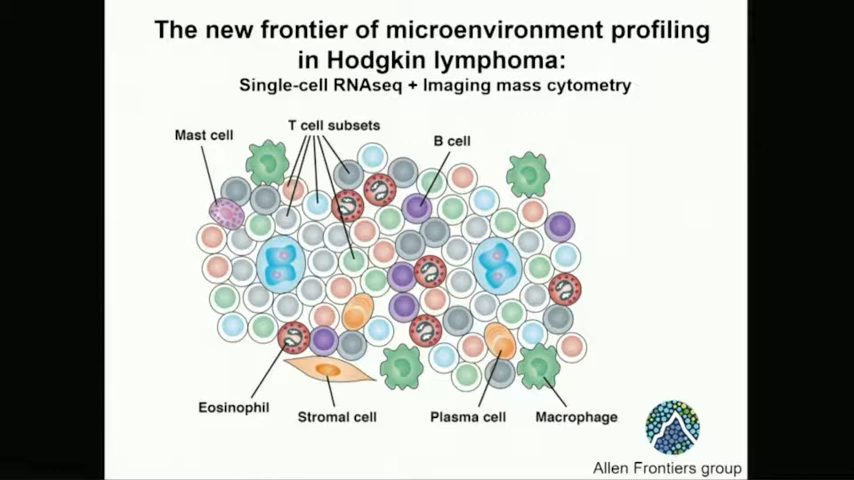 The new frontier of microenvironment profiling
in Hodgkin lymphoma:
Single-cell RNAseq + Imaging mass cytometry
T cell subsets
Mast cell
B cell
Eosinophil
Stromal cell
Plasma cell
Macrophage
Allen Frontiers group